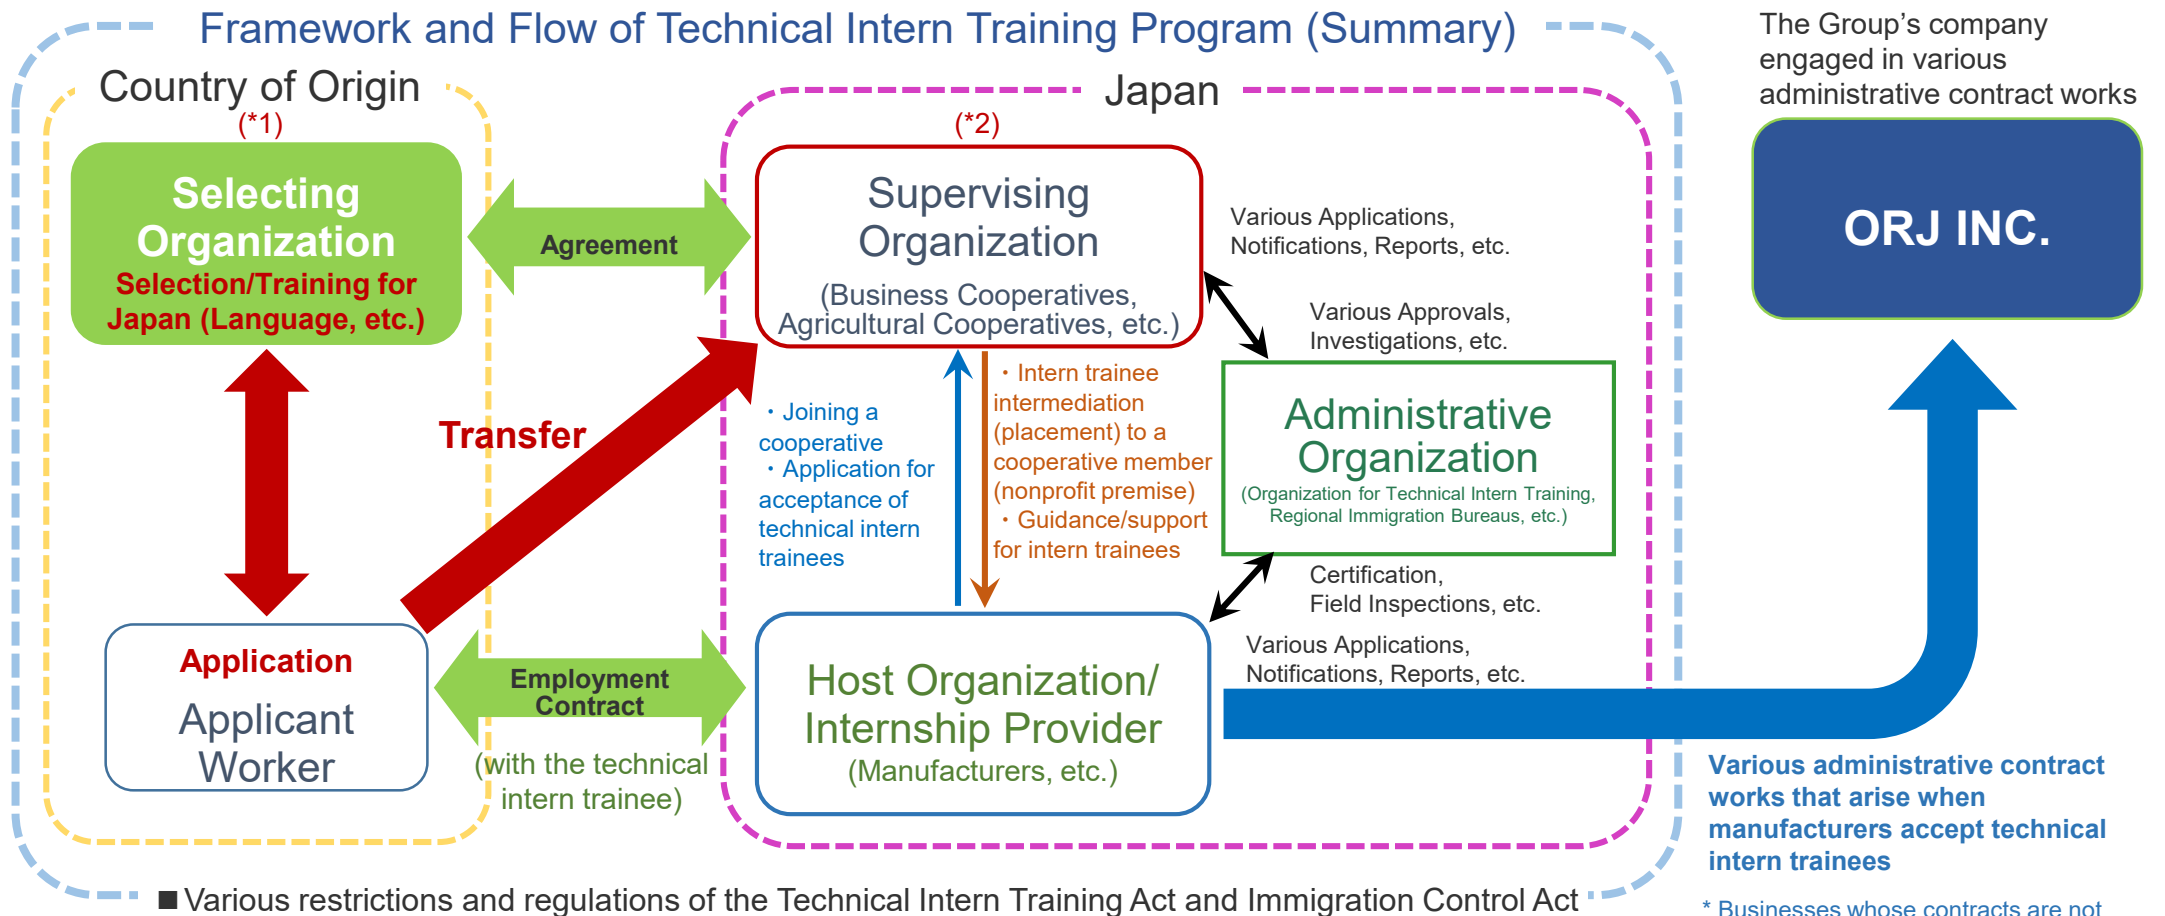 Framework and Flow of Technical Intern Training Program (Summary)
Country of Origin
(*1)
Selecting
Organization
Selection/Training for
Japan (Language, etc.)
Agreement
Transfer
Application
Applicant
Worker
Employment
Contract
(with the technical
intern trainee)
Japan
(*2)
Supervising
Organization
(Business Cooperatives,
Agricultural Cooperatives, etc.)
・Joining a
cooperative
・Application for
acceptance of
technical intern
trainees
・Intern trainee
intermediation
(placement) to a
cooperative member
(nonprofit premise)
・Guidance/support
for intern trainees
Various Applications,
Notifications, Reports, etc.
Various Approvals,
Investigations, etc.
Administrative
Organization
(Organization for Technical Intern Training,
Regional Immigration Bureaus, etc.)
Certification,
Field Inspections, etc.
Various Applications,
Notifications, Reports, etc.
Host Organization/
Internship Provider
(Manufacturers, etc.)
■ Various restrictions and regulations of the Technical Intern Training Act and Immigration Control Act
The Group's company
engaged in various
administrative contract works
ORJ INC.
Various administrative contract
works that arise when
manufacturers accept technical
intern trainees
* Businesses whose contracts are not